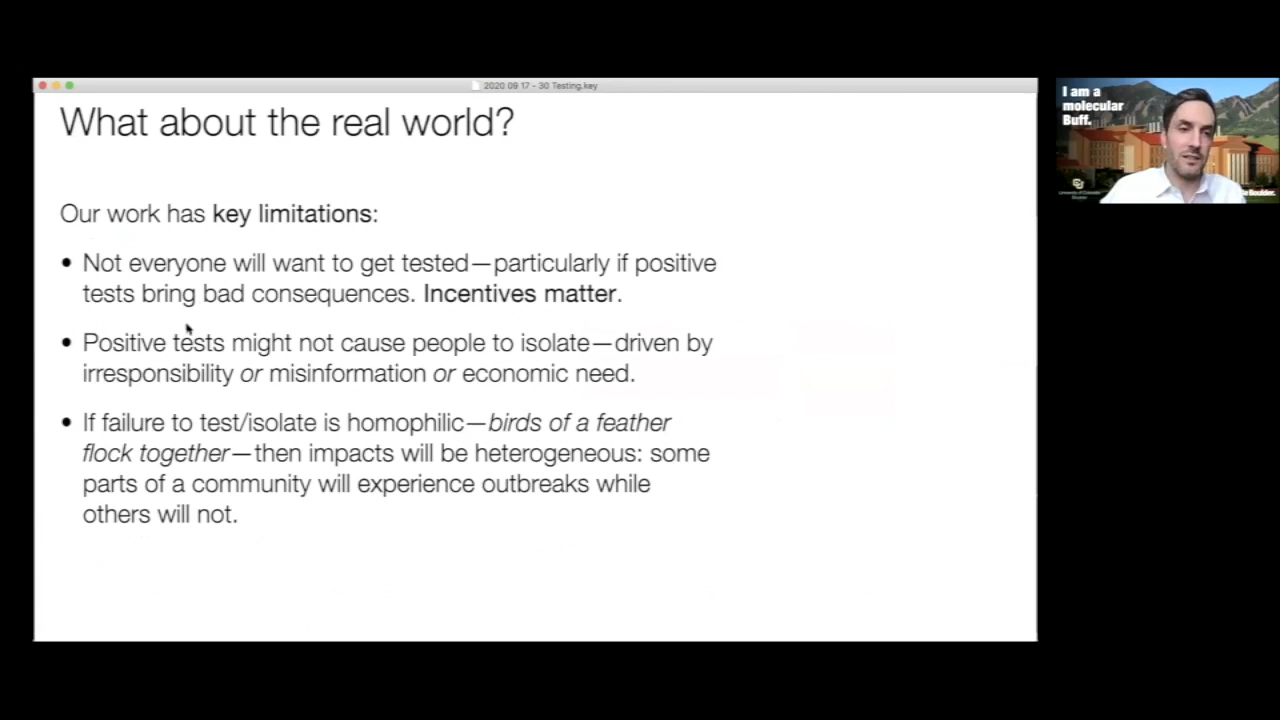 2020 09 17 - 30 Testing.key
What about the real world?
Our work has key limitations:
• Not everyone will want to get tested—particularly if positive
tests bring bad consequences. Incentives matter.
• Positive tests might not cause people to isolate—driven by
irresponsibility or misinformation or economic need.
• If failure to test/isolate is homophilic—birds of a feather
flock together—then impacts will be heterogeneous: some
parts of a community will experience outbreaks while
others will not.
I am a
molecular
Buff.
CU
Boulder.